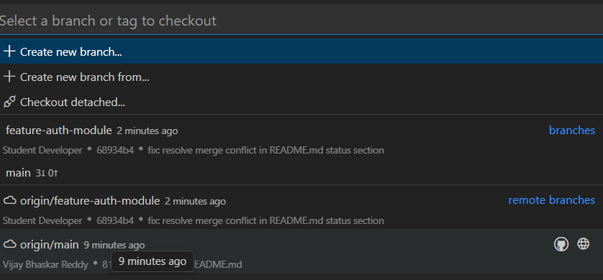 Select a branch or tag to checkout
Create new branch...
Create new branch from...
Checkout detached...
feature-auth-module 2 minutes ago branches
Student Developer • 68934b4 • fix: resolve merge conflict in README.md status section
main 3↓ 0↑
origin/feature-auth-module 2 minutes ago remote branches
Student Developer • 68934b4 • fix: resolve merge conflict in README.md status section
origin/main 9 minutes ago
Vijay Bhaskar Reddy • README.md
9 minutes ago